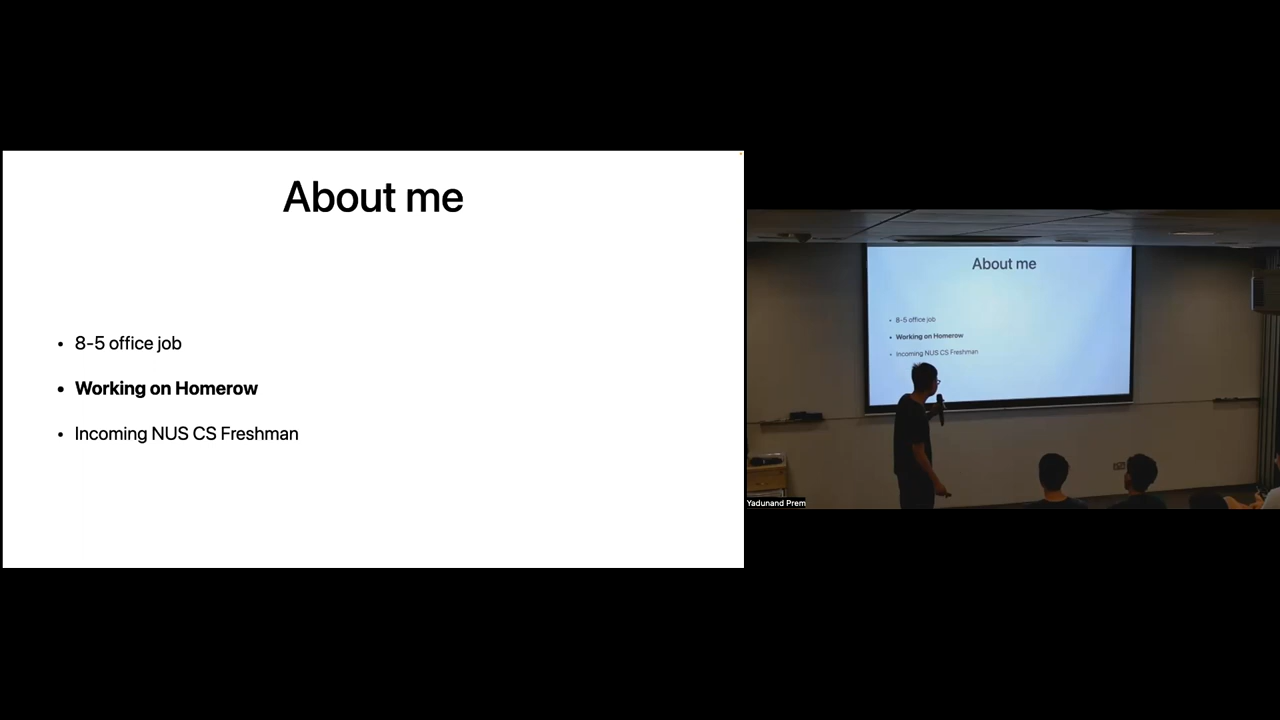 About me
• 8-5 office job
• Working on Homerow
• Incoming NUS CS Freshman
About me
• 8-5 office job
• Working on Homerow
• Incoming NUS CS Freshman
Yadunand Prem